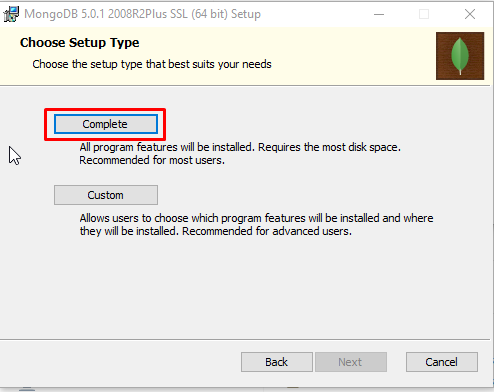 MongoDB 5.0.1 2008R2Plus SSL (64 bit) Setup
Choose Setup Type
Choose the setup type that best suits your needs
Complete
All program features will be installed. Requires the most disk space.
Recommended for most users.
Custom
Allows users to choose which program features will be installed and where
they will be installed. Recommended for advanced users.
Back
Next
Cancel